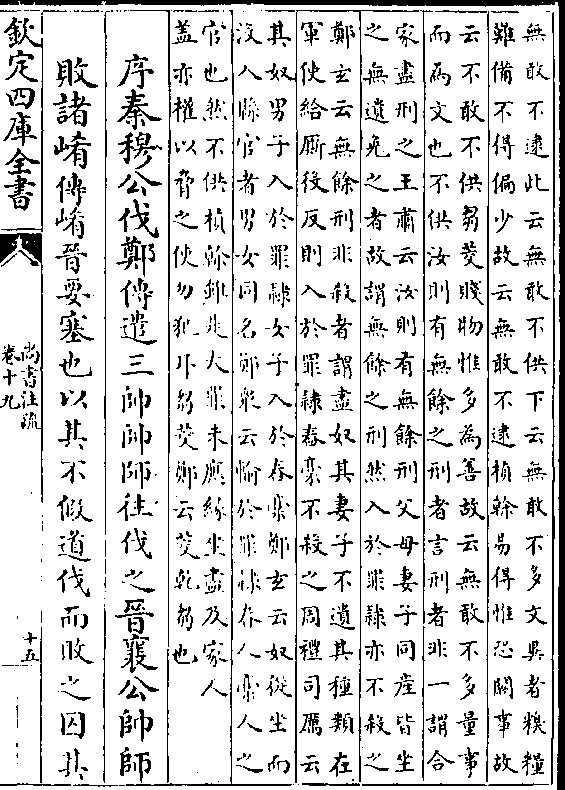 無敢不逮此云無敢不供下云無敢不多文異者糗糧
難備不得偏少故云無敢不逮楨榦易得惟恐闕事故
云不敢不供芻茭賤物惟多為善故云無敢不多量事
而為文也不供汝則有無餘之刑者言刑者非一謂合
家盡刑之王肅云汝則有無餘刑父母妻子同産皆坐
之無遺免之者故謂無餘之刑然入於罪隸亦不殺之
鄭玄云無餘刑非殺者謂盡奴其妻子不遺其種類在
軍使給厮役反則入於罪隸舂稾不殺之周禮司厲云
其奴男子入於罪隸女子入於舂稾鄭玄云奴從坐而
沒入縣官者男女同名鄭衆云輸於罪隸舂人稾人之
官也然不供楨榦雖是大罪未應緣坐盡及家人
蓋亦權以脅之使勿犯耳芻茭鄭云茭乾芻也
序秦穆公伐鄭傳遣三帥帥師往伐之晉襄公帥師
敗諸崤傳崤晉要塞也以其不假道伐而敗之囚其
欽定四庫全書
尚書注疏
卷十九
十五